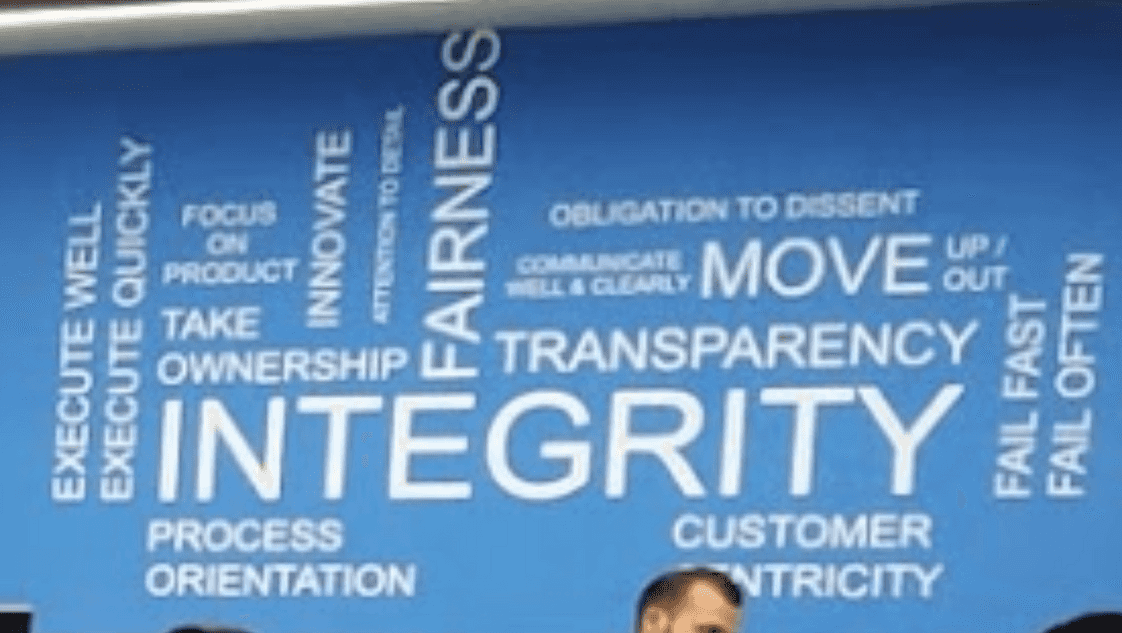 EXECUTE WELL
EXECUTE QUICKLY
FOCUS
ON
PRODUCT
TAKE
OWNERSHIP
INNOVATE
ATTENTION TO DETAIL
FAIRNESS
OBLIGATION TO DISSENT
COMMUNICATE
WELL & CLEARLY
MOVE
UP /
OUT
TRANSPARENCY
INTEGRITY
FAIL FAST
FAIL OFTEN
PROCESS
ORIENTATION
CUSTOMER
NTRICITY